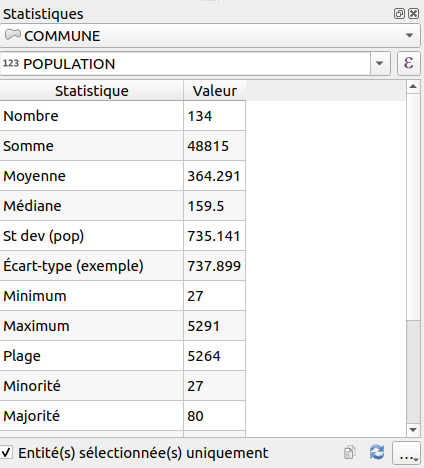 Statistiques
COMMUNE
123 POPULATION ε
Statistique Valeur
Nombre 134
Somme 48815
Moyenne 364.291
Médiane 159.5
St dev (pop) 735.141
Écart-type (exemple) 737.899
Minimum 27
Maximum 5291
Plage 5264
Minorité 27
Majorité 80
Entité(s) sélectionnée(s) uniquement ...